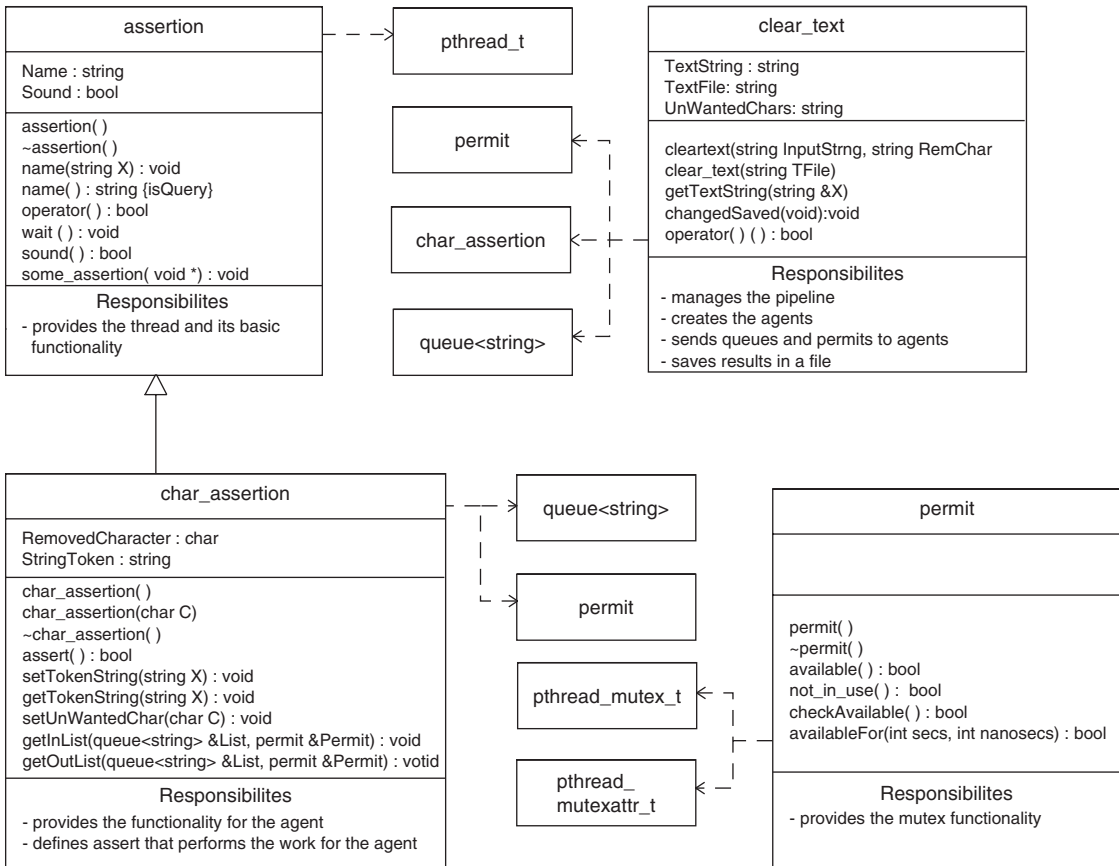 assertion
Name : string
Sound : bool
assertion( )
~assertion( )
name(string X) : void
name( ) : string {isQuery}
operator( ) : bool
wait ( ) : void
sound( ) : bool
some_assertion( void *) : void
Responsibilites
- provides the thread and its basic
functionality
pthread_t
permit
char_assertion
queue<string>
clear_text
TextString : string
TextFile: string
UnWantedChars: string
cleartext(string InputStrng, string RemChar
clear_text(string TFile)
getTextString(string &X)
changedSaved(void):void
operator( ) ( ) : bool
Responsibilites
- manages the pipeline
- creates the agents
- sends queues and permits to agents
- saves results in a file
char_assertion
RemovedCharacter : char
StringToken : string
char_assertion( )
char_assertion(char C)
~char_assertion( )
assert( ) : bool
setTokenString(string X) : void
getTokenString(string X) : void
setUnWantedChar(char C) : void
getInList(queue<string> &List, permit &Permit) : void
getOutList(queue<string> &List, permit &Permit) : votid
Responsibilites
- provides the functionality for the agent
- defines assert that performs the work for the agent
queue<string>
permit
pthread_mutex_t
pthread_
mutexattr_t
permit
permit( )
~permit( )
available( ) : bool
not_in_use( ) : bool
checkAvailable( ) : bool
availableFor(int secs, int nanosecs) : bool
Responsibilites
- provides the mutex functionality